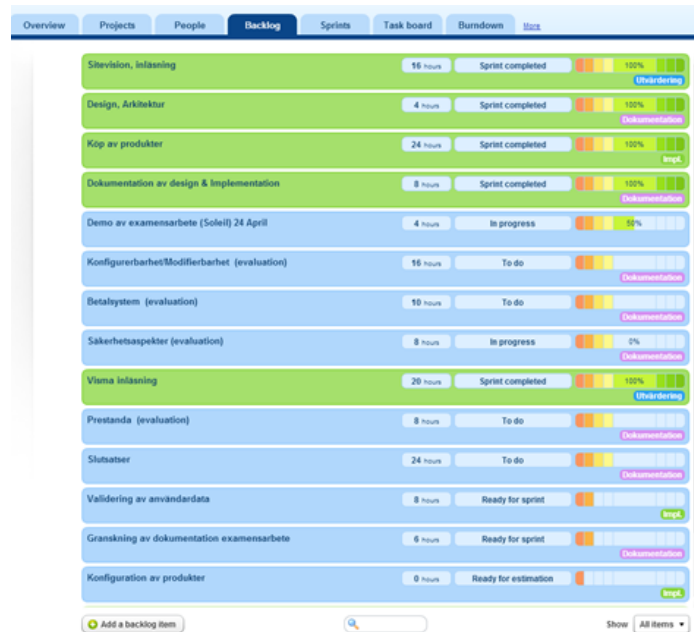 Overview Projects People Backlog Sprints Task board Burndown More
Sitevision, inläsning 16 hours Sprint completed 100%
Utvärdering
Design, Arkitektur 4 hours Sprint completed 100%
Dokumentation
Köp av produkter 24 hours Sprint completed 100%
Impl.
Dokumentation av design & Implementation 8 hours Sprint completed 100%
Dokumentation
Demo av examensarbete (Soleil) 24 April 4 hours In progress 50%
Konfigurerbarhet/Modifierbarhet (evaluation) 16 hours To do
Dokumentation
Betalsystem (evaluation) 10 hours To do
Dokumentation
Säkerhetsaspekter (evaluation) 8 hours In progress 0%
Dokumentation
Visma inläsning 20 hours Sprint completed 100%
Utvärdering
Prestanda (evaluation) 8 hours To do
Dokumentation
Slutsatser 24 hours To do
Dokumentation
Validering av användardata 8 hours Ready for sprint
Impl.
Granskning av dokumentation examensarbete 6 hours Ready for sprint
Dokumentation
Konfiguration av produkter 0 hours Ready for estimation
Impl.
Add a backlog item Show All items